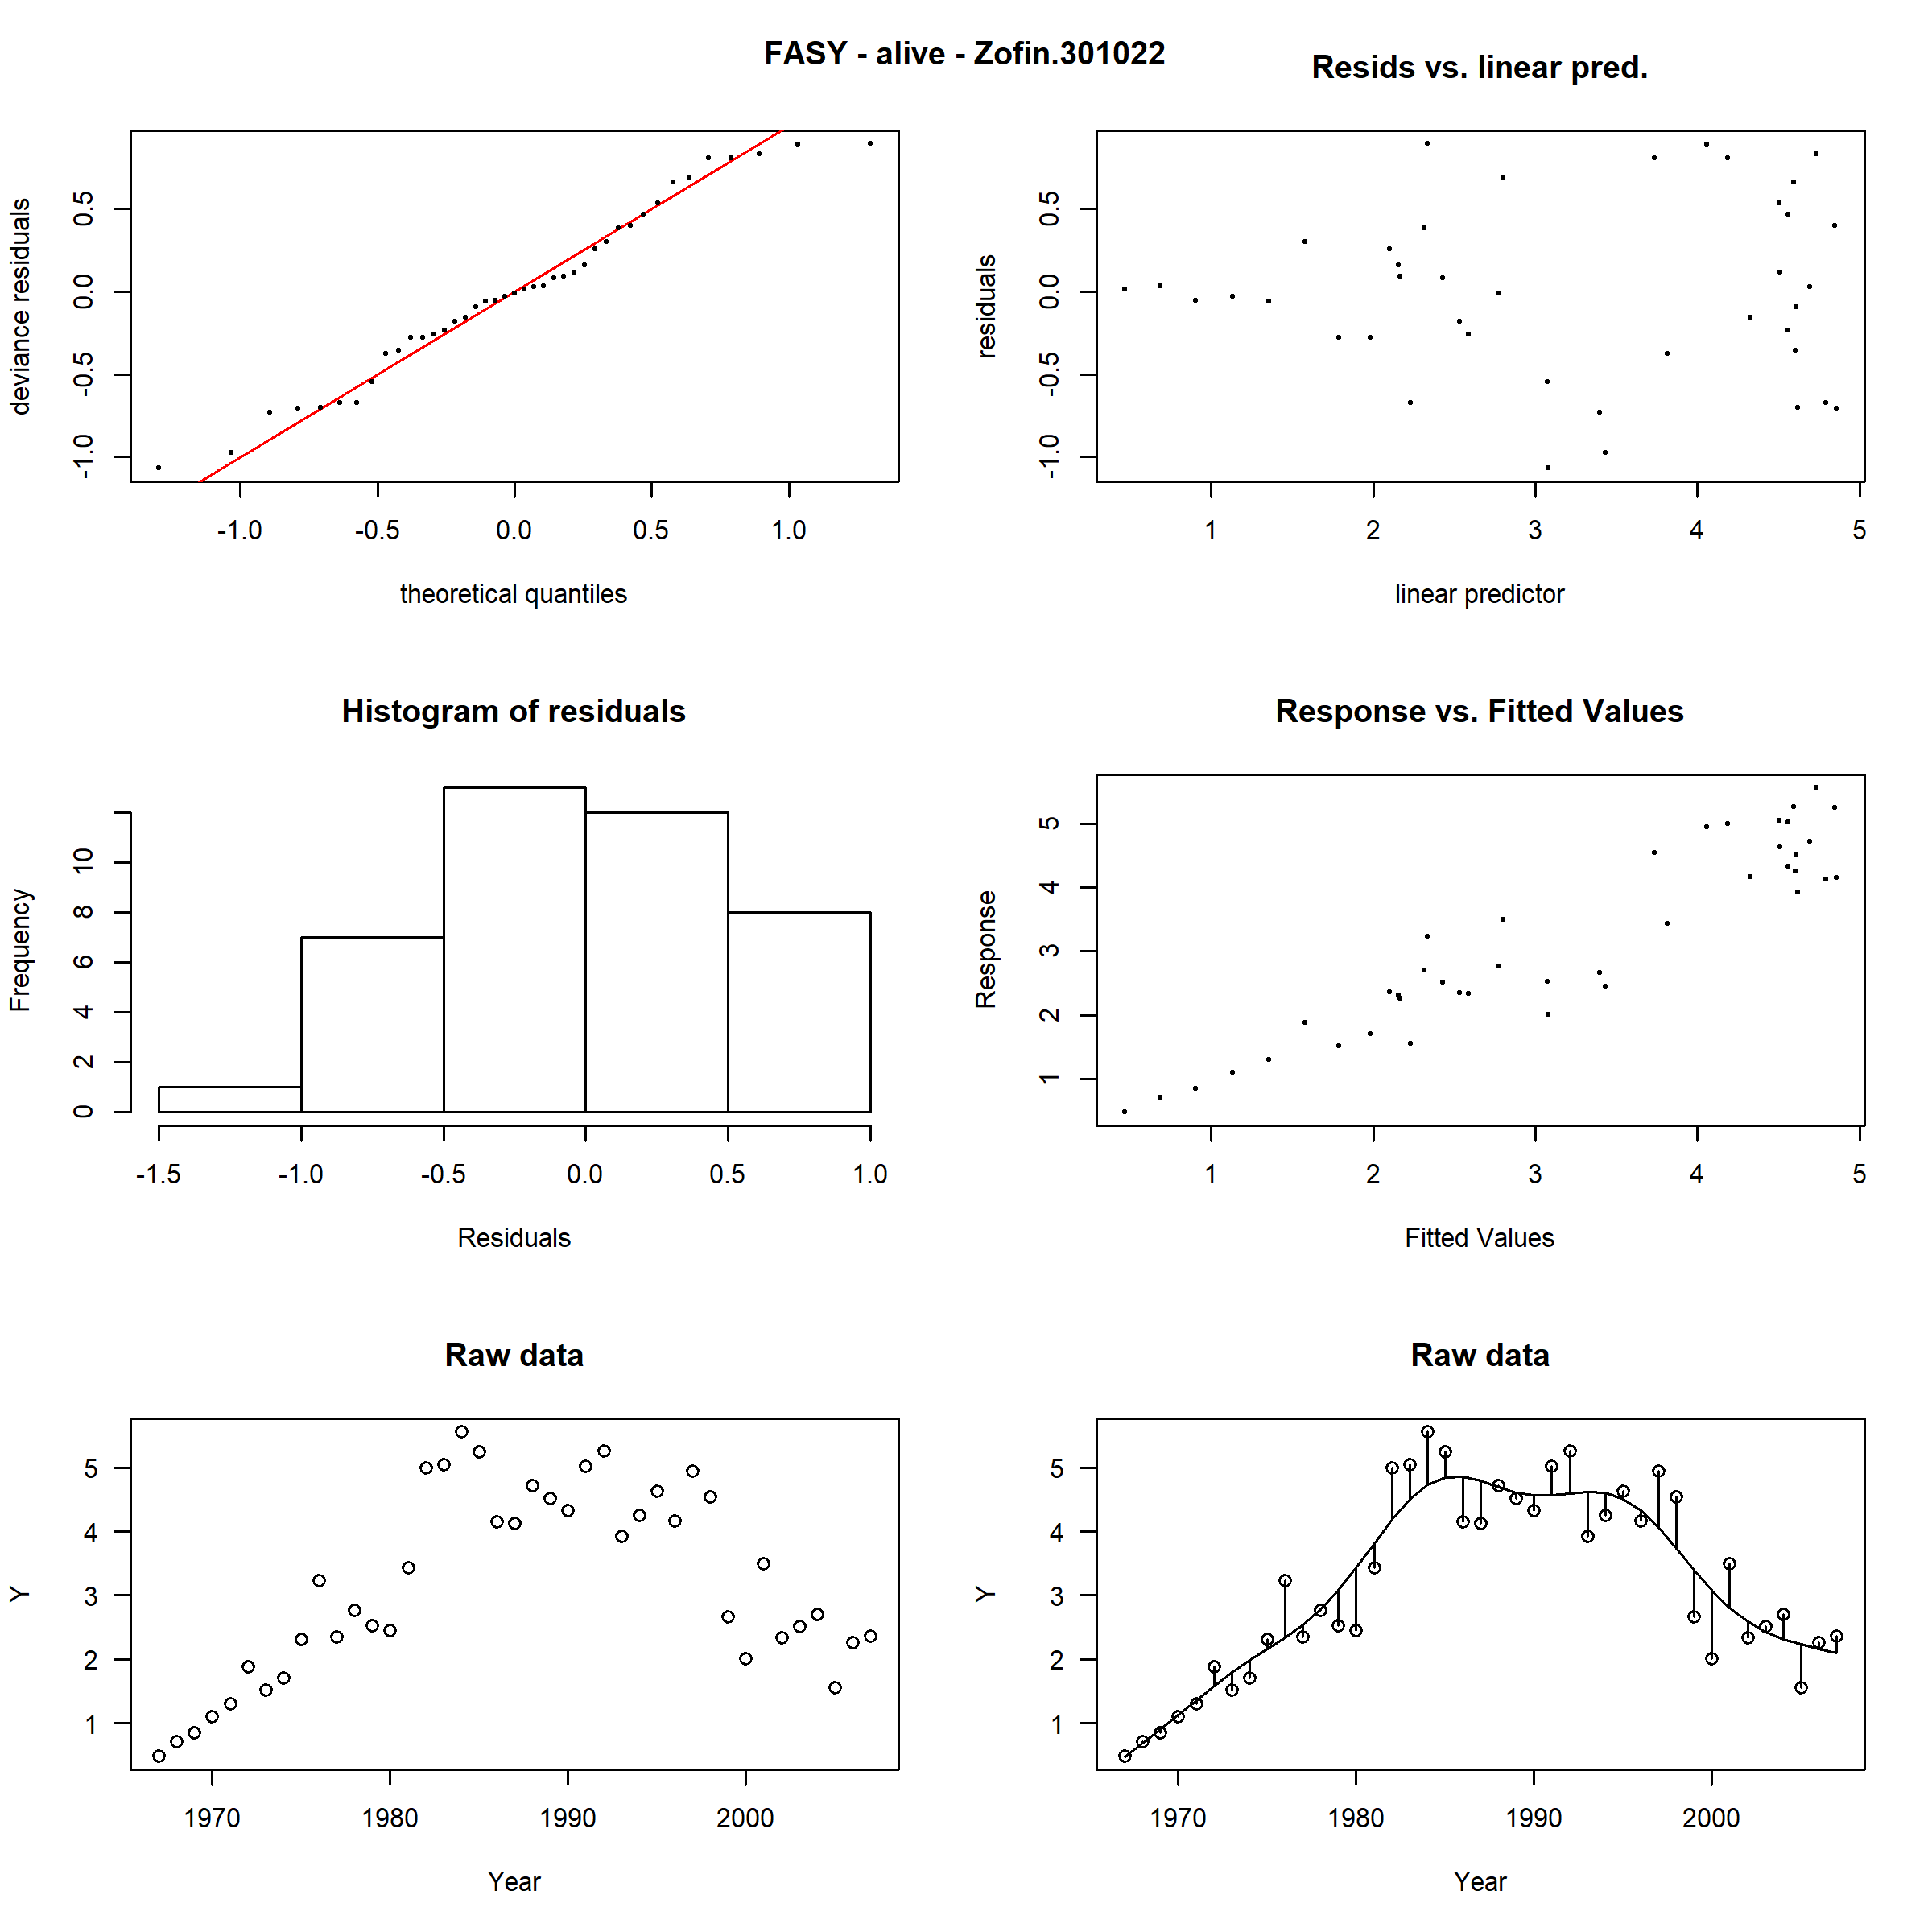 FASY - alive - Zofin.301022
Resids vs. linear pred.
deviance residuals
-1.0 -0.5 0.0 0.5
-1.0 -0.5 0.0 0.5 1.0
theoretical quantiles
residuals
-1.0 -0.5 0.0 0.5
1 2 3 4 5
linear predictor
Histogram of residuals
Frequency
0 2 4 6 8 10
-1.5 -1.0 -0.5 0.0 0.5 1.0
Residuals
Response vs. Fitted Values
Response
1 2 3 4 5
1 2 3 4 5
Fitted Values
Raw data
Y
1 2 3 4 5
1970 1980 1990 2000
Year
Raw data
Y
1 2 3 4 5
1970 1980 1990 2000
Year